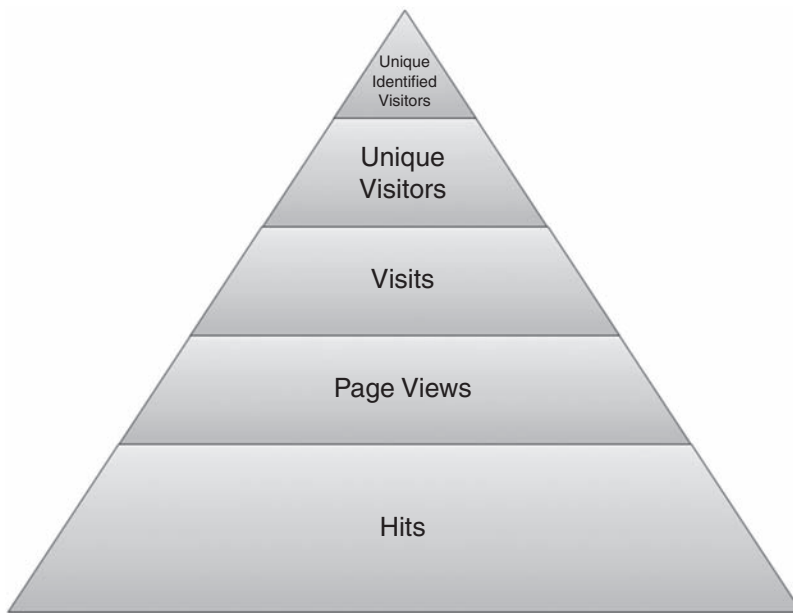 Unique
Identified
Visitors
Unique
Visitors
Visits
Page Views
Hits